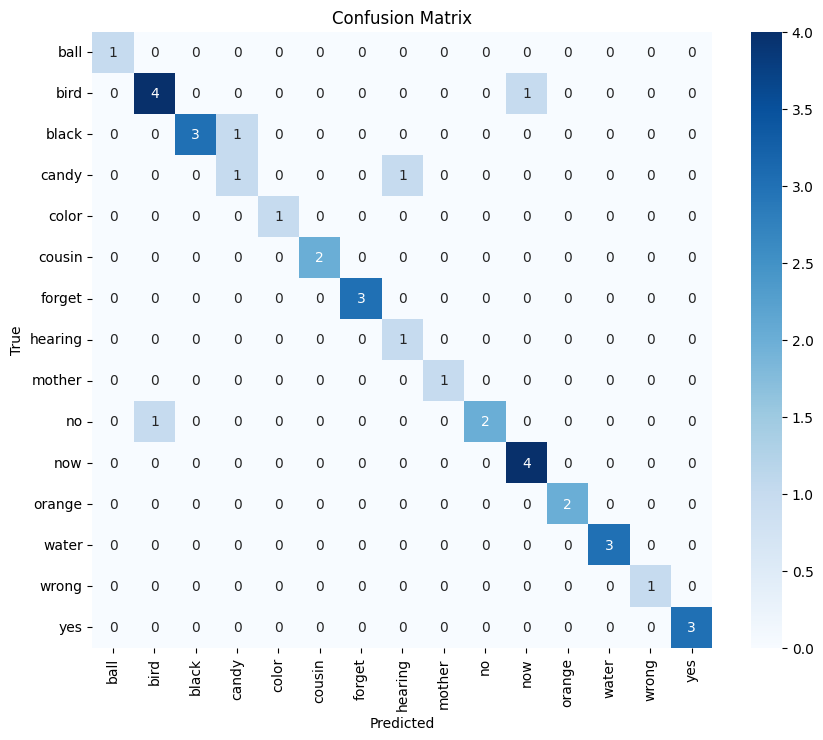 Confusion Matrix
ball 1 0 0 0 0 0 0 0 0 0 0 0 0 0 0
bird 0 4 0 0 0 0 0 0 0 0 1 0 0 0 0
black 0 0 3 1 0 0 0 0 0 0 0 0 0 0 0
candy 0 0 0 1 0 0 0 1 0 0 0 0 0 0 0
color 0 0 0 0 1 0 0 0 0 0 0 0 0 0 0
cousin 0 0 0 0 0 2 0 0 0 0 0 0 0 0 0
forget 0 0 0 0 0 0 3 0 0 0 0 0 0 0 0
hearing 0 0 0 0 0 0 0 1 0 0 0 0 0 0 0
mother 0 0 0 0 0 0 0 0 1 0 0 0 0 0 0
no 0 1 0 0 0 0 0 0 0 2 0 0 0 0 0
now 0 0 0 0 0 0 0 0 0 0 4 0 0 0 0
orange 0 0 0 0 0 0 0 0 0 0 0 2 0 0 0
water 0 0 0 0 0 0 0 0 0 0 0 0 3 0 0
wrong 0 0 0 0 0 0 0 0 0 0 0 0 0 1 0
yes 0 0 0 0 0 0 0 0 0 0 0 0 0 0 3
True
ball bird black candy color cousin forget hearing mother no now orange water wrong yes
Predicted
4.0
3.5
3.0
2.5
2.0
1.5
1.0
0.5
0.0